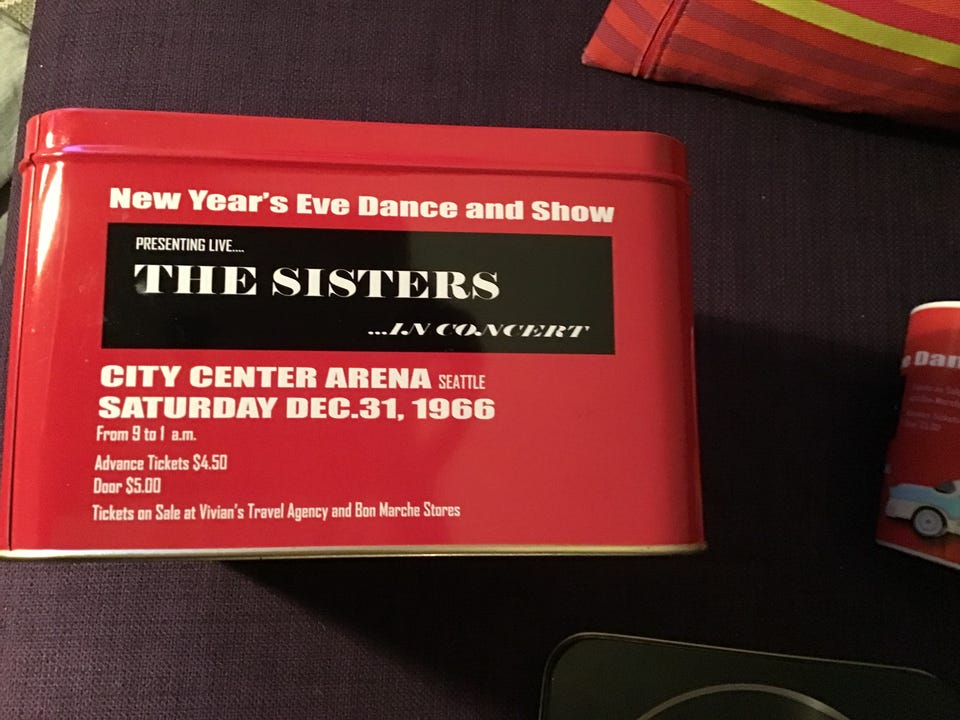 New Year's Eve Dance and Show
PRESENTING LIVE....
THE SISTERS
...IN CONCERT
CITY CENTER ARENA SEATTLE
SATURDAY DEC.31, 1966
From 9 to 1 a.m.
Advance Tickets $4.50
Door $5.00
Tickets on Sale at Vivian's Travel Agency and Bon Marche Stores
e Dan